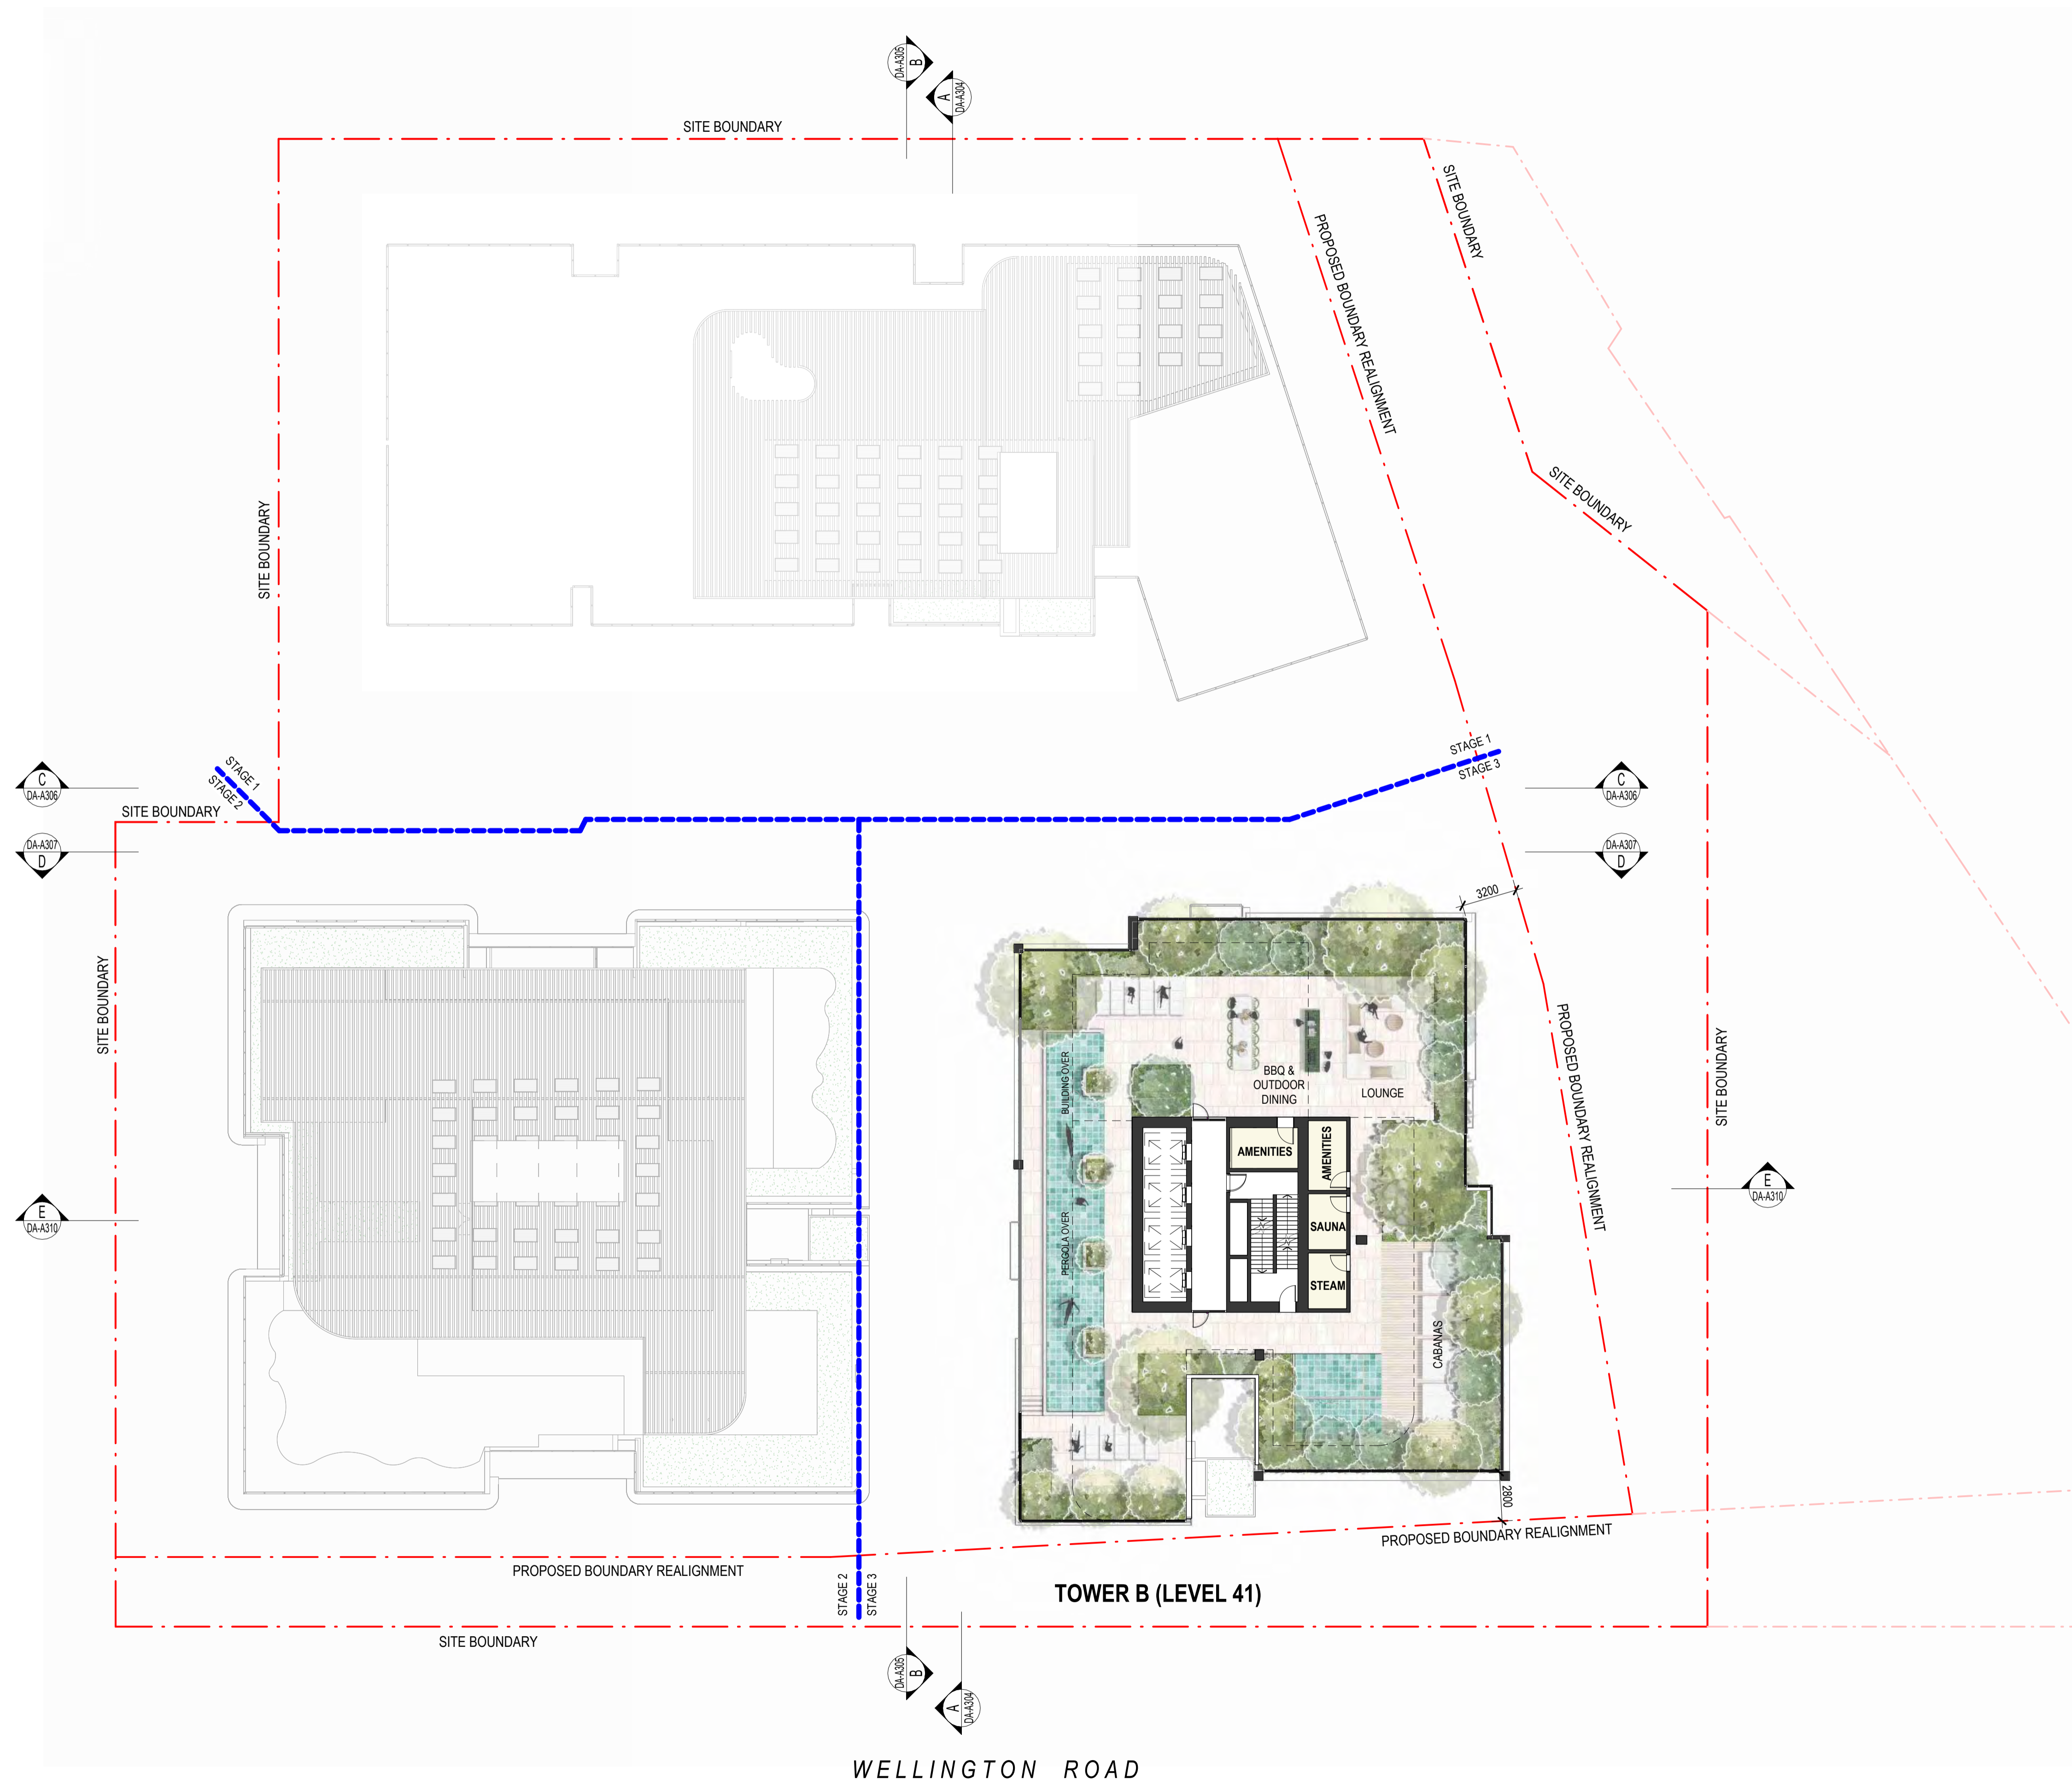 DA-A305
B
A
DA-A304
SITE BOUNDARY
SITE BOUNDARY
PROPOSED BOUNDARY REALIGNMENT
SITE BOUNDARY
SITE BOUNDARY
STAGE 1
STAGE 3
STAGE 1
STAGE 2
C
DA-A306
C
DA-A306
SITE BOUNDARY
DA-A307
D
DA-A307
D
3200
SITE BOUNDARY
BUILDING OVER
BBQ &
OUTDOOR
DINING
LOUNGE
PROPOSED BOUNDARY REALIGNMENT
SITE BOUNDARY
AMENITIES
AMENITIES
E
DA-A310
E
DA-A310
PERGOLA OVER
SAUNA
STEAM
CABANAS
2800
PROPOSED BOUNDARY REALIGNMENT
PROPOSED BOUNDARY REALIGNMENT
STAGE 2
STAGE 3
TOWER B (LEVEL 41)
SITE BOUNDARY
DA-A305
B
A
DA-A304
WELLINGTON ROAD